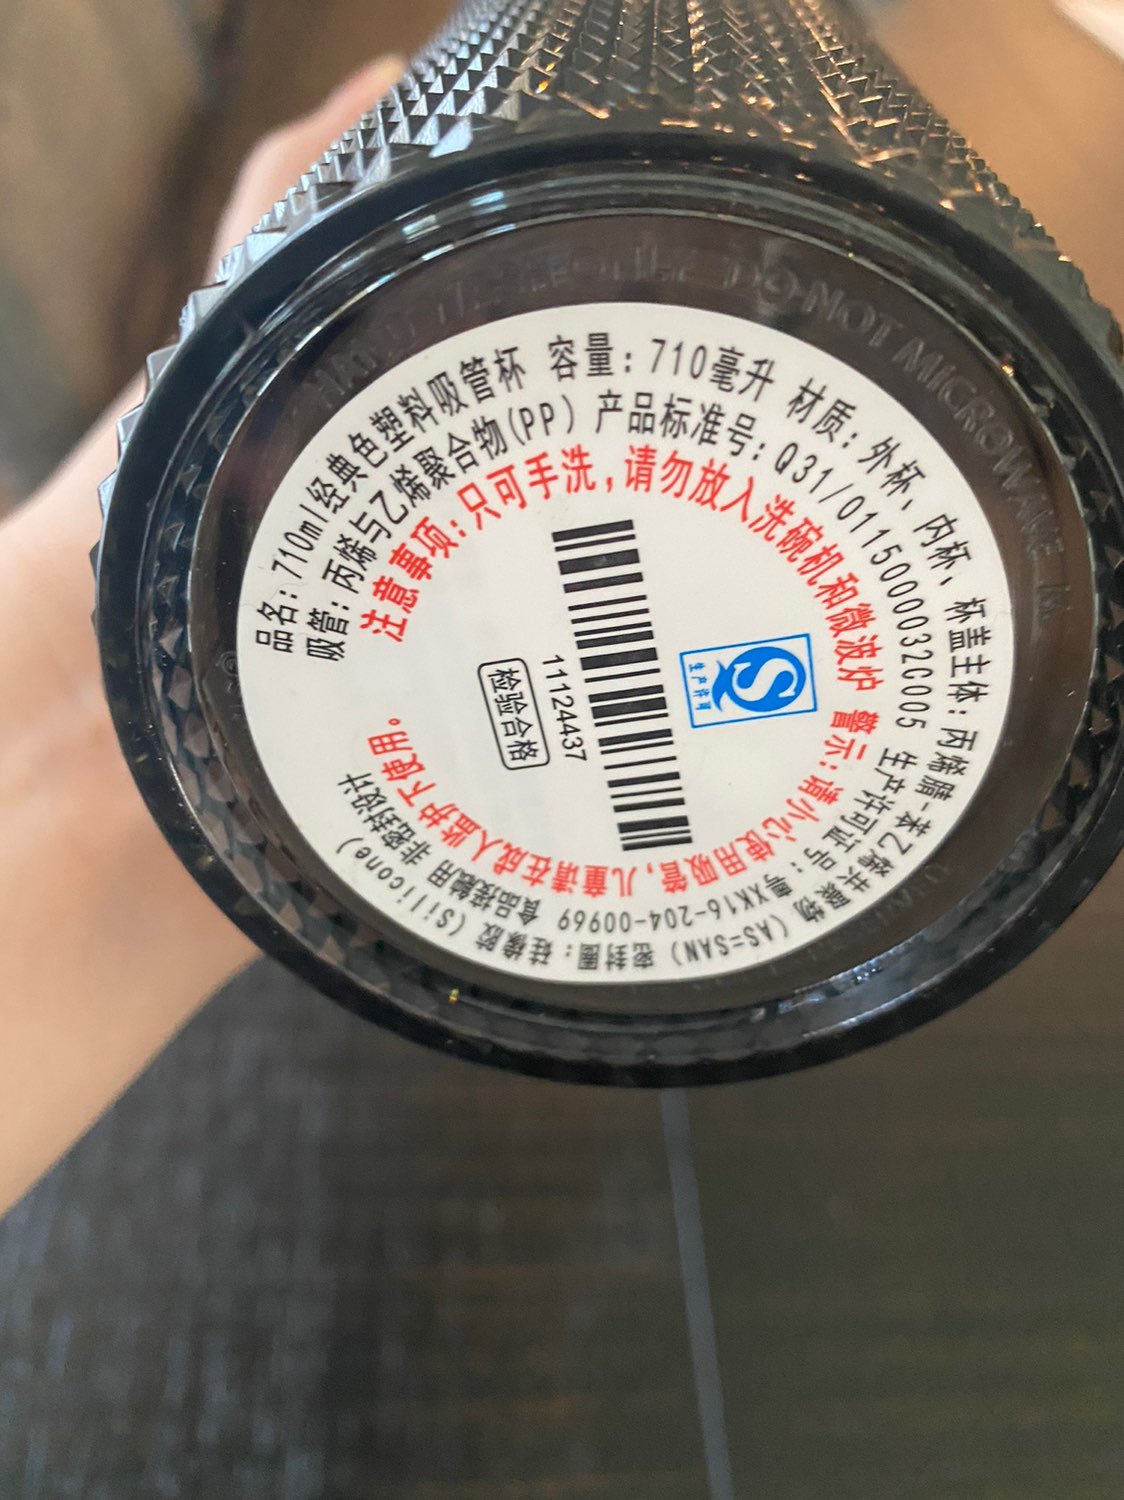 品名：710ml经典色塑料吸管杯 容量：710毫升 材质：外杯、内杯、杯盖主体：丙烯腈-苯乙烯共聚物 (AS=SAN) 密封圈：硅橡胶 (Silicone)
吸管：丙烯与乙烯聚合物(PP) 产品标准号：Q31/0115000032C005 生产许可证号：粤XK16-204-00969 食品接触用 非密封设计
注意事项：只可手洗，请勿放入洗碗机和微波炉 警示：请小心使用吸管，儿童请在成人监护下使用。
11124437
检验合格
生产许可
DO NOT MICROWAVE